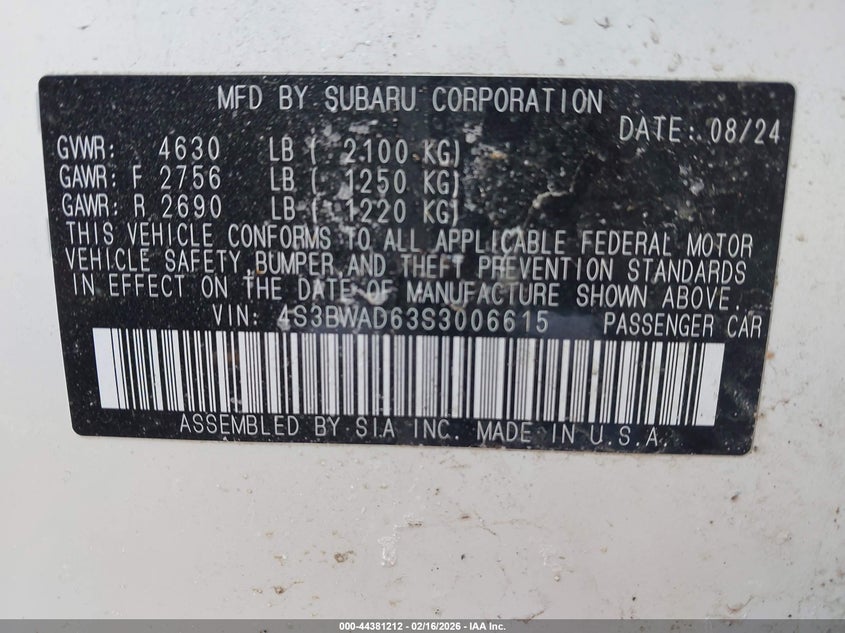 MFD BY SUBARU CORPORATION
DATE: 08/24
GVWR: 4630 LB ( 2100 KG)
GAWR: F 2756 LB ( 1250 KG)
GAWR: R 2690 LB ( 1220 KG)
THIS VEHICLE CONFORMS TO ALL APPLICABLE FEDERAL MOTOR
VEHICLE SAFETY, BUMPER AND THEFT PREVENTION STANDARDS
IN EFFECT ON THE DATE OF MANUFACTURE SHOWN ABOVE.
VIN: 4S3BWAD63S3006615 PASSENGER CAR
ASSEMBLED BY SIA INC. MADE IN U.S.A.
000-44381212 - 02/16/2026 - IAA Inc.